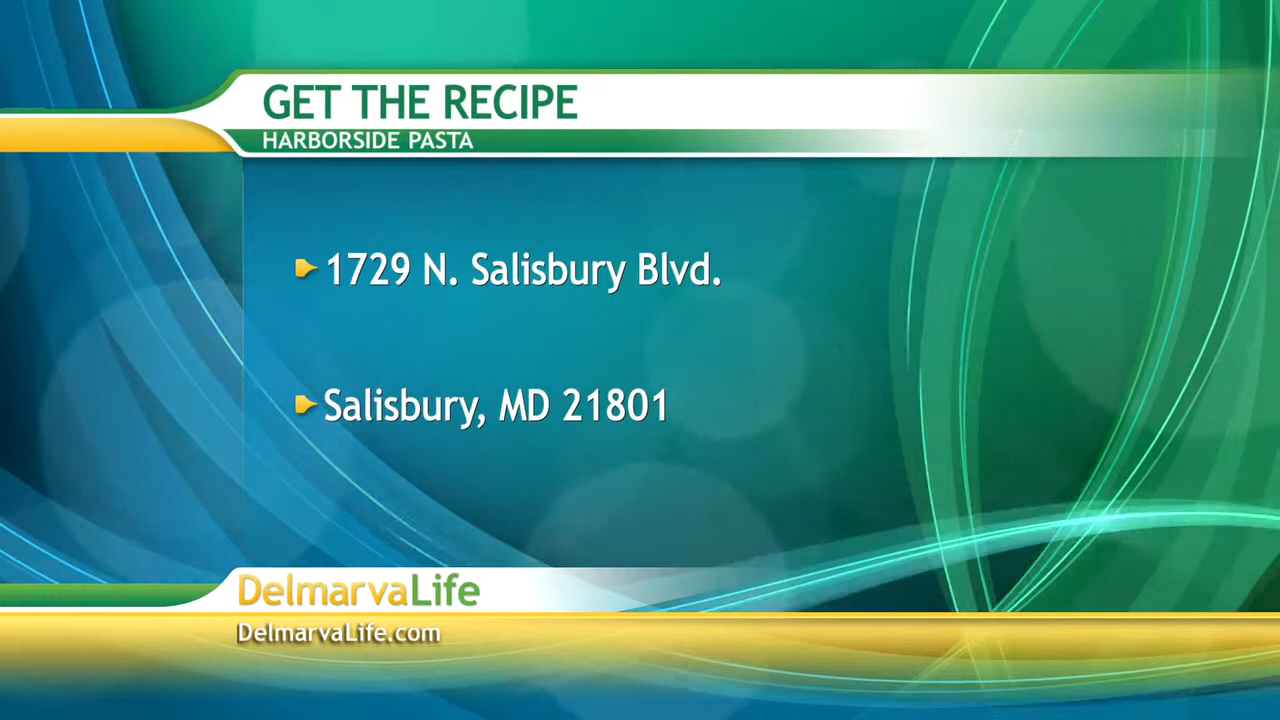 GET THE RECIPE
HARBORSIDE PASTA
1729 N. Salisbury Blvd.
Salisbury, MD 21801
DelmarvaLife
DelmarvaLife.com